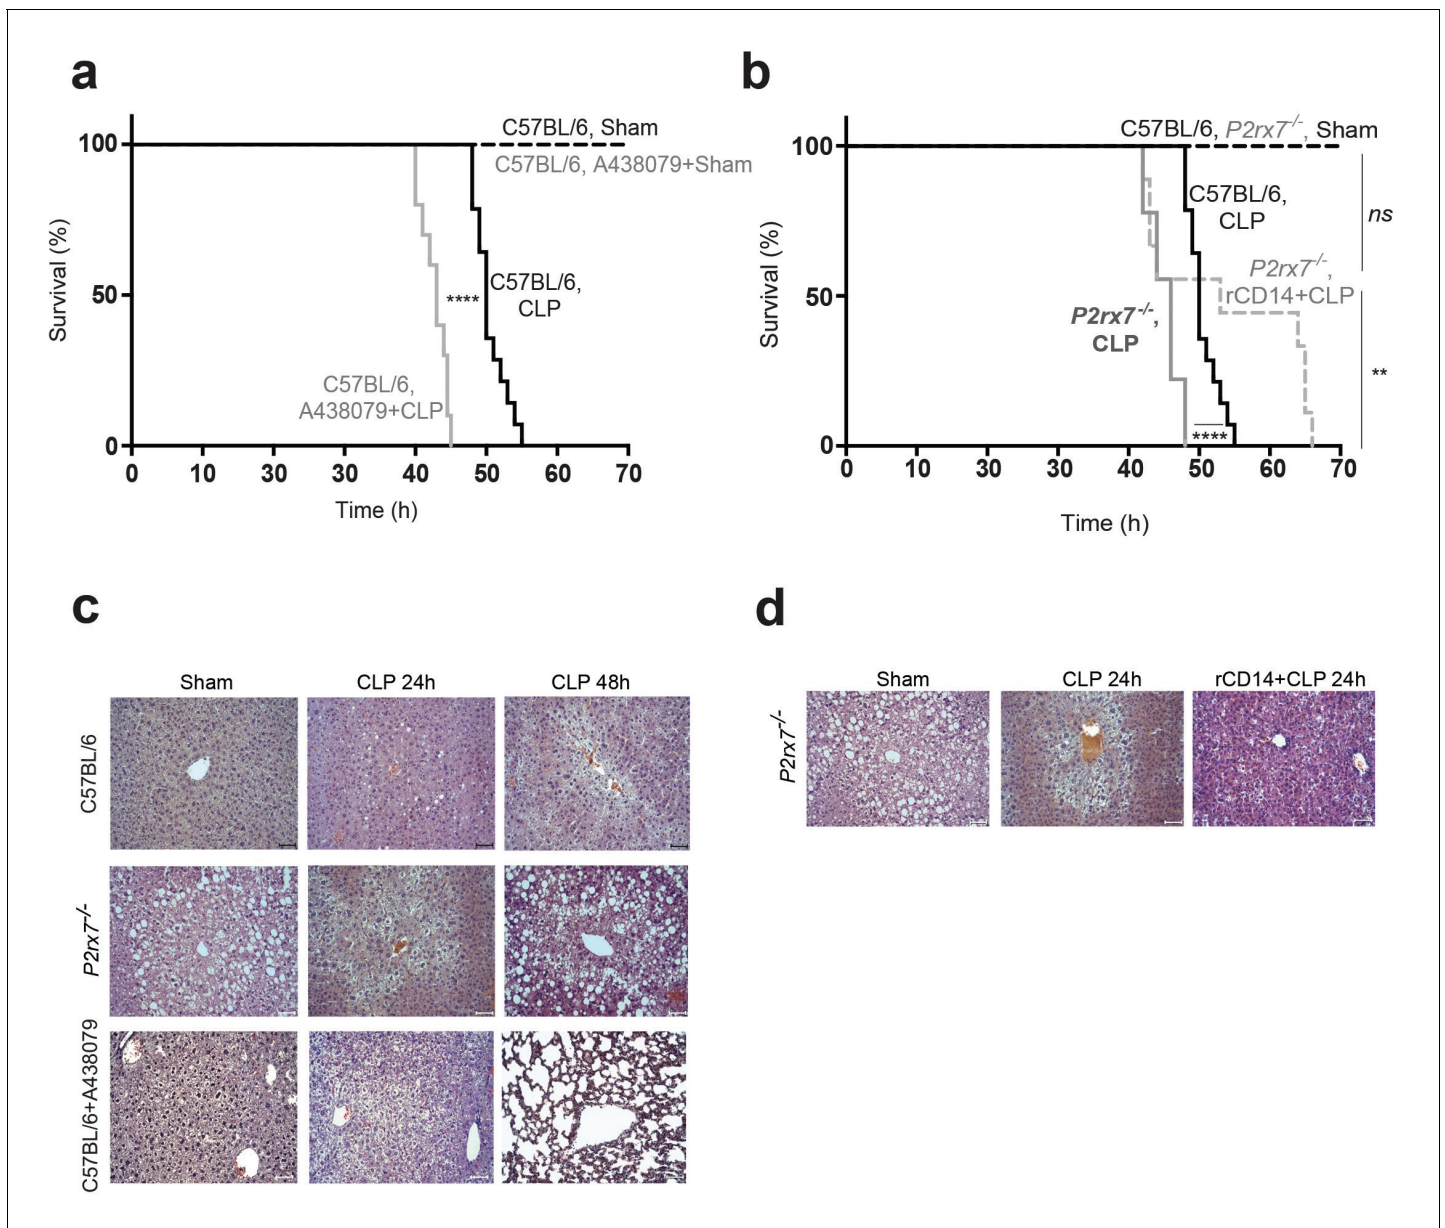 a
100
50
0
Survival (%)
C57BL/6, Sham
C57BL/6, A438079+Sham
****
C57BL/6,
CLP
C57BL/6,
A438079+CLP
0 10 30 30 40 50 60 70
Time (h)
b
100
50
0
Survival (%)
C57BL/6, P2rx7-/-, Sham
C57BL/6,
CLP
ns
P2rx7-/-,
rCD14+CLP
P2rx7-/-,
CLP
**
****
0 10 30 30 40 50 60 70
Time (h)
c
Sham CLP 24h CLP 48h
C57BL/6
P2rx7-/-
C57BL/6+A438079
d
Sham CLP 24h rCD14+CLP 24h
P2rx7-/-